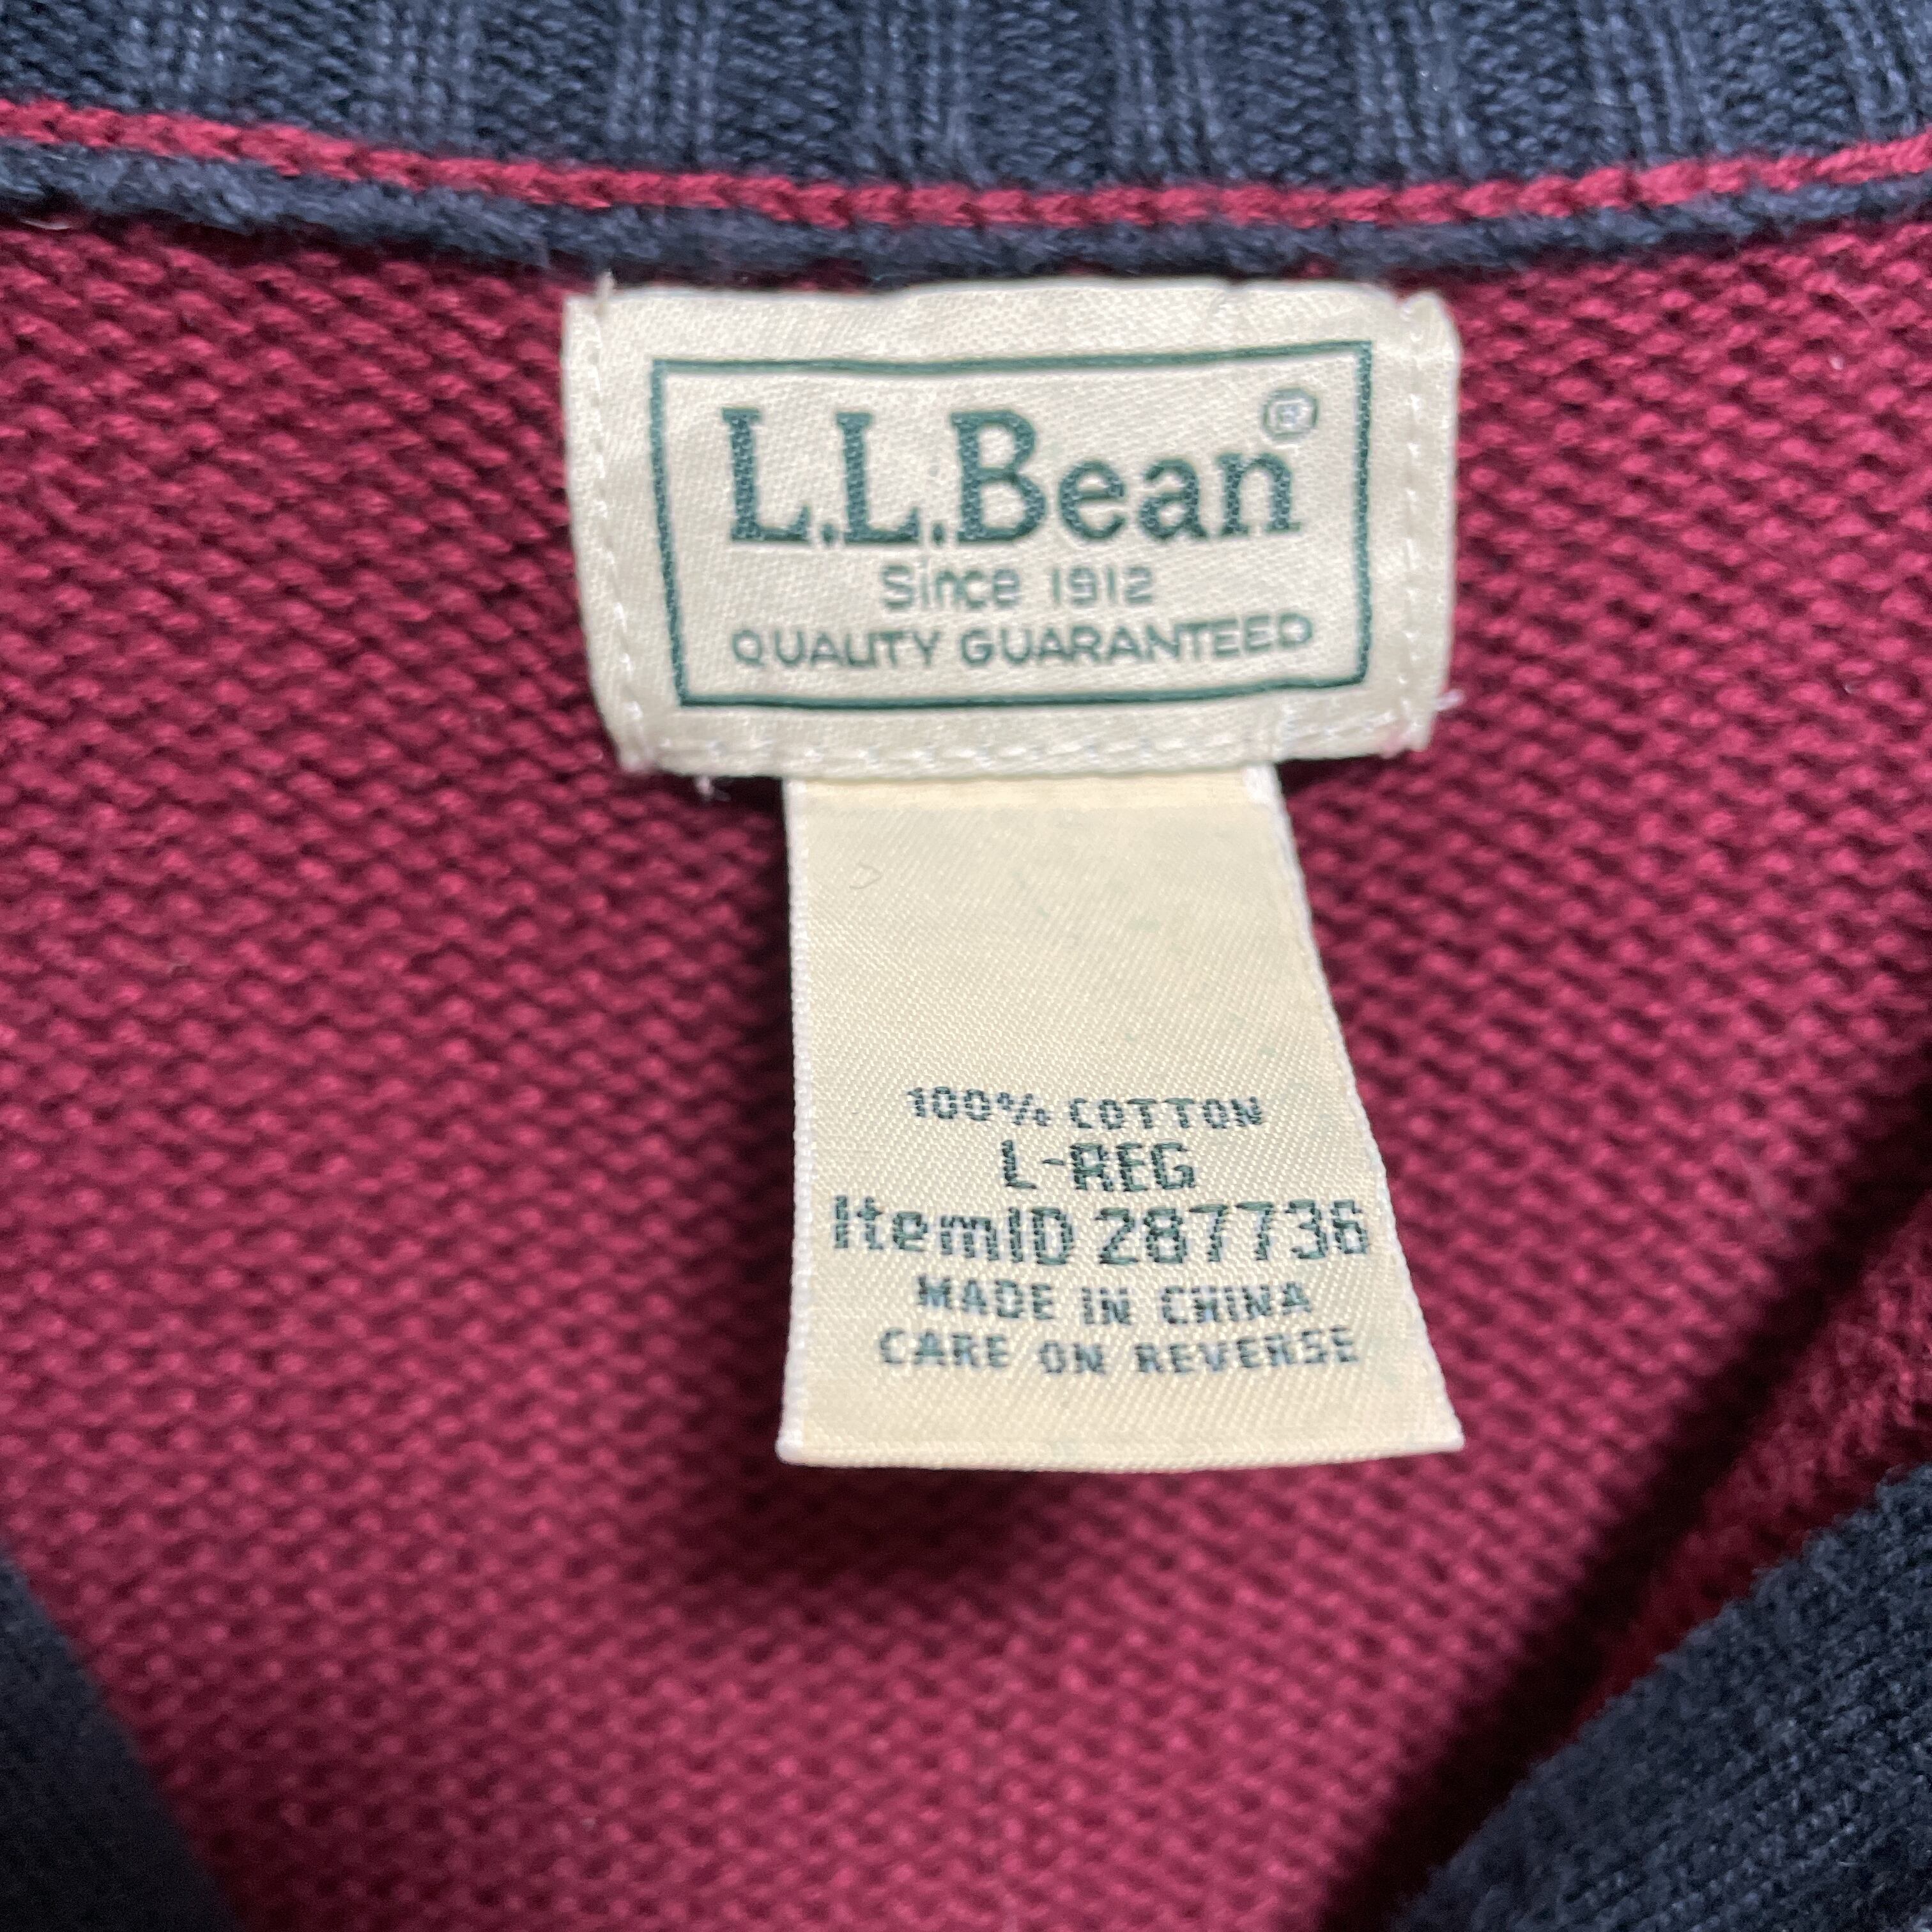 L.L.Bean®
Since 1912
QUALITY GUARANTEED
100% COTTON
L-REG
ItemID 287736
MADE IN CHINA
CARE ON REVERSE